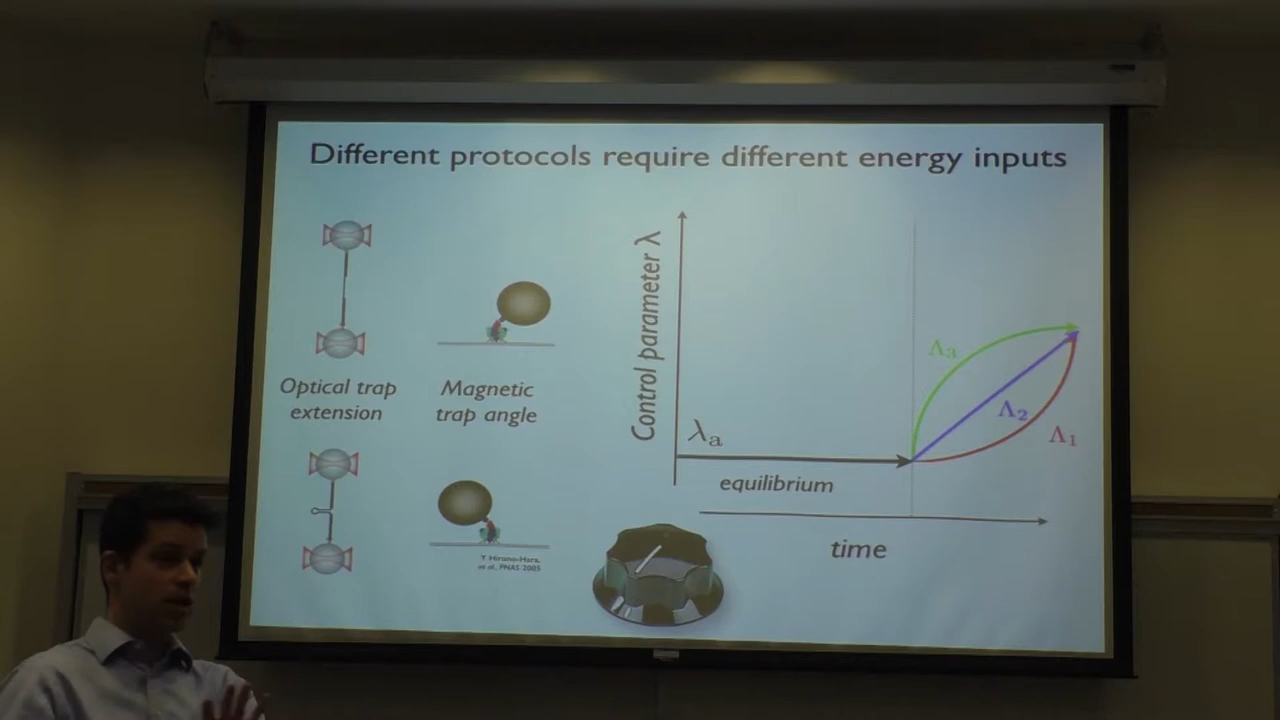 Different protocols require different energy inputs
Optical trap
extension
Magnetic
trap angle
Y. Hirono-Hara,
et al., PNAS 2005
Control parameter λ
λa
equilibrium
time
Λ3
Λ2
Λ1